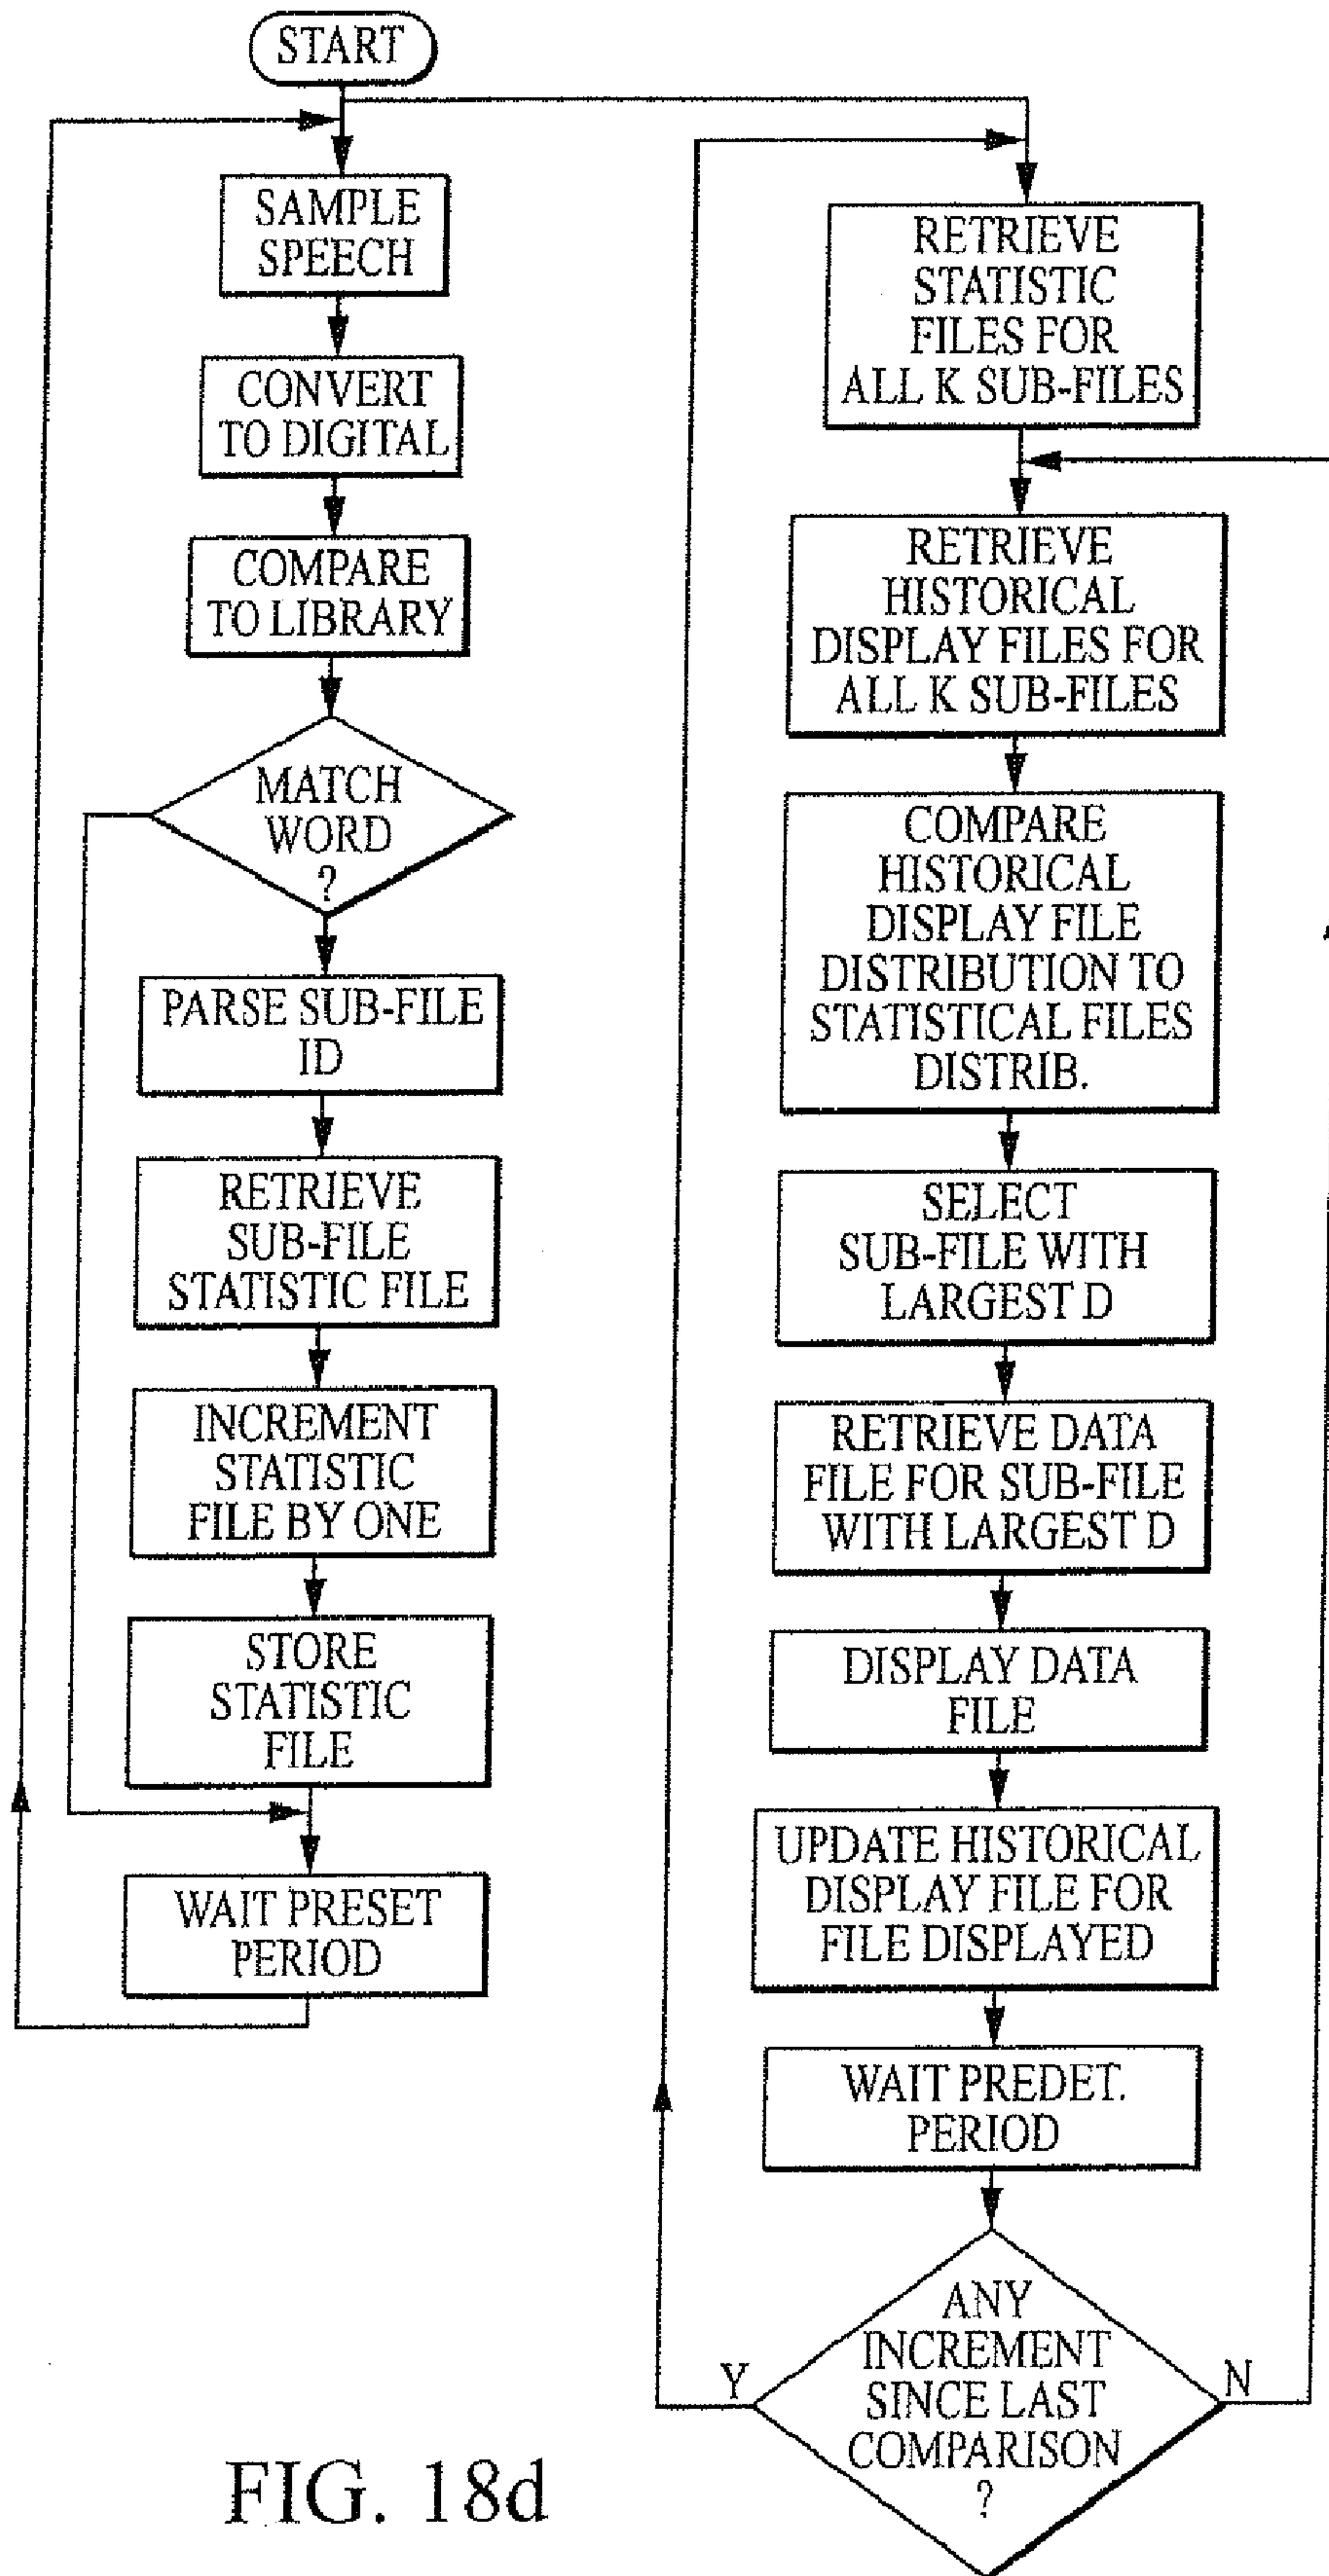 START
SAMPLE
SPEECH
CONVERT
TO DIGITAL
COMPARE
TO LIBRARY
MATCH
WORD
?
PARSE SUB-FILE
ID
RETRIEVE
SUB-FILE
STATISTIC FILE
INCREMENT
STATISTIC
FILE BY ONE
STORE
STATISTIC
FILE
WAIT PRESET
PERIOD
RETRIEVE
STATISTIC
FILES FOR
ALL K SUB-FILES
RETRIEVE
HISTORICAL
DISPLAY FILES FOR
ALL K SUB-FILES
COMPARE
HISTORICAL
DISPLAY FILE
DISTRIBUTION TO
STATISTICAL FILES
DISTRIB.
SELECT
SUB-FILE WITH
LARGEST D
RETRIEVE DATA
FILE FOR SUB-FILE
WITH LARGEST D
DISPLAY DATA
FILE
UPDATE HISTORICAL
DISPLAY FILE FOR
FILE DISPLAYED
WAIT PREDET.
PERIOD
ANY
INCREMENT
SINCE LAST
COMPARISON
?
Y
N
FIG. 18d